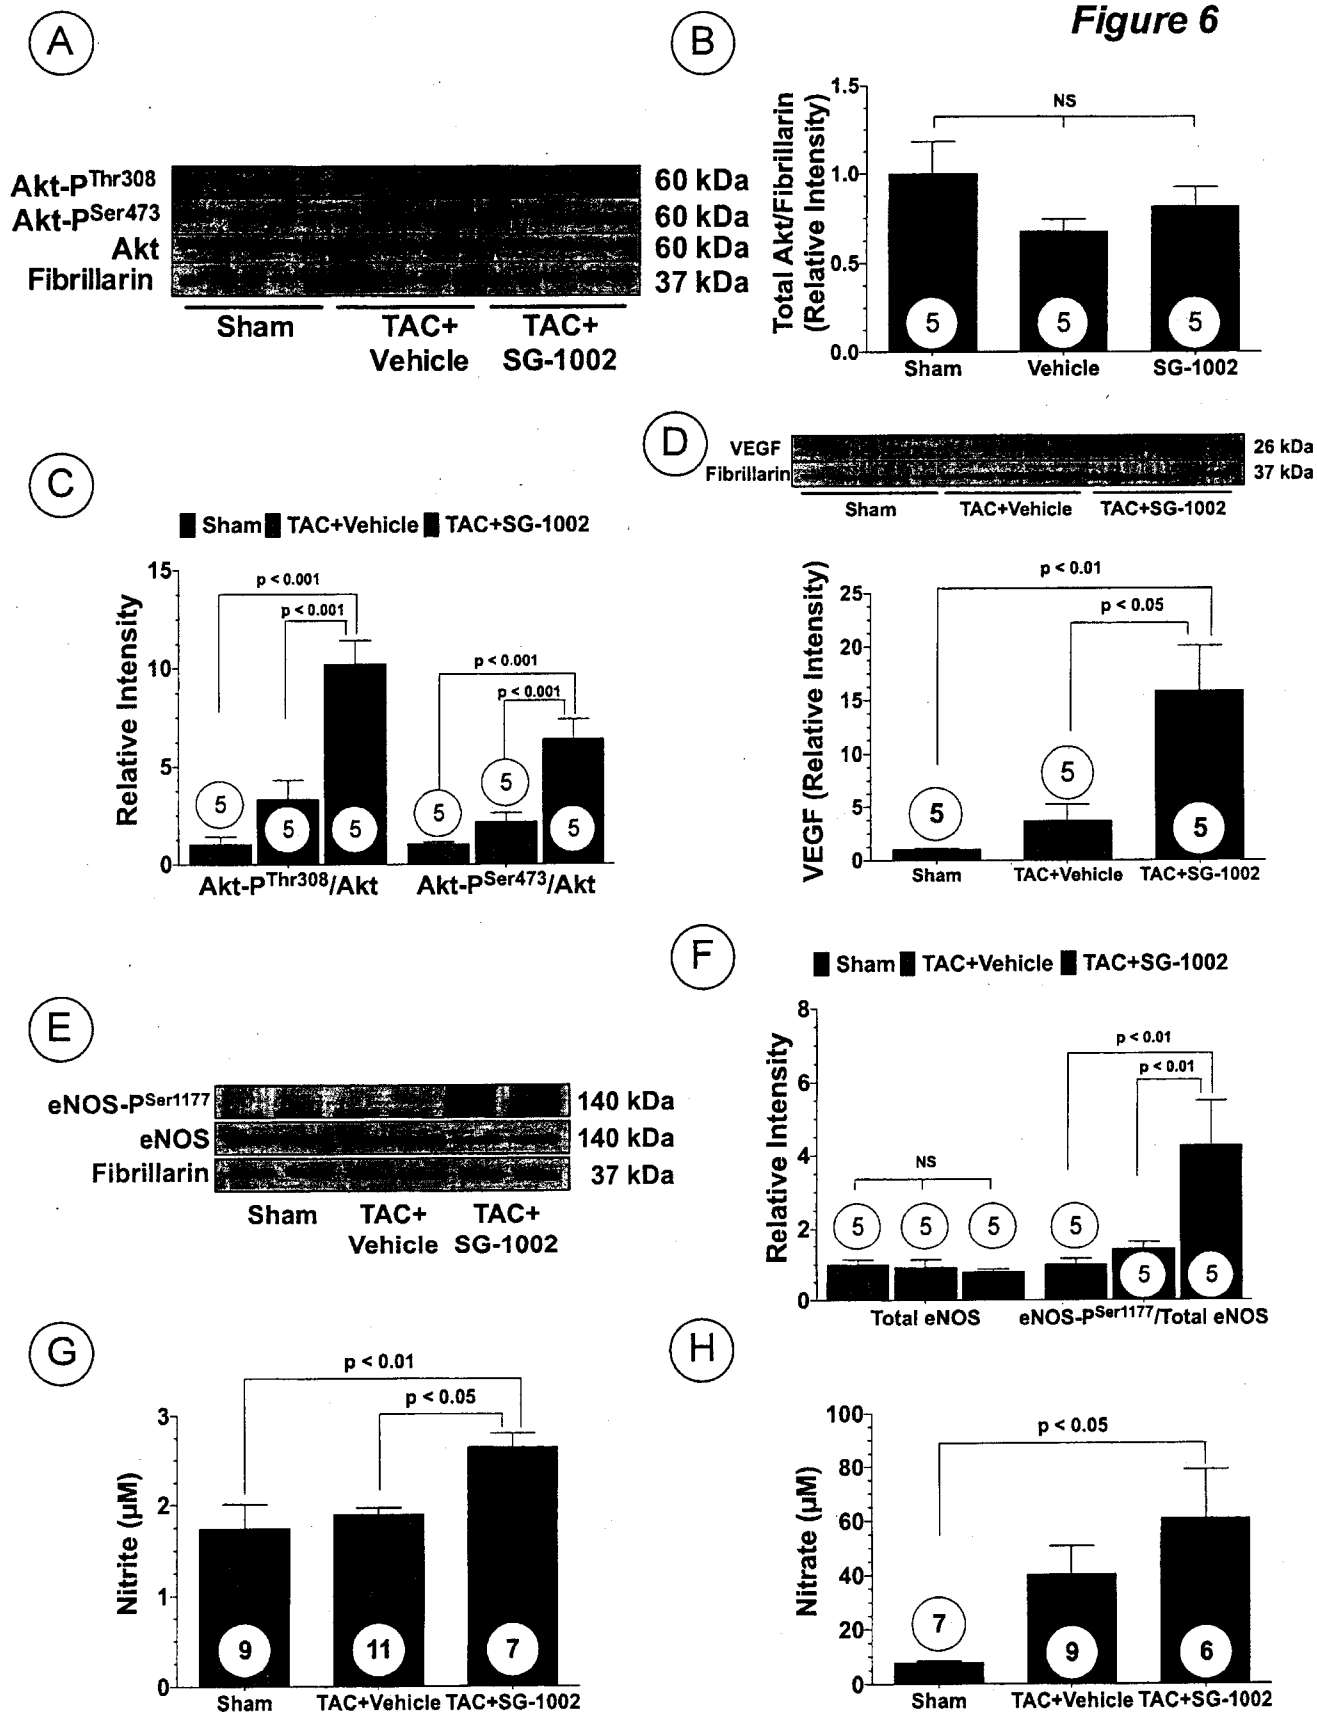 Figure 6
A
Akt-PThr308 60 kDa
Akt-PSer473 60 kDa
Akt 60 kDa
Fibrillarin 37 kDa
Sham TAC+ TAC+
Vehicle SG-1002
B
Total Akt/Fibrillarin
(Relative Intensity)
1.5
1.0
0.5
0.0
NS
5 5 5
Sham Vehicle SG-1002
C
Sham TAC+Vehicle TAC+SG-1002
Relative Intensity
15
10
5
0
p < 0.001
p < 0.001
p < 0.001
p < 0.001
5 5 5 5 5 5
Akt-PThr308/Akt Akt-PSer473/Akt
D
VEGF 26 kDa
Fibrillarin 37 kDa
Sham TAC+Vehicle TAC+SG-1002
VEGF (Relative Intensity)
25
20
15
10
5
0
p < 0.01
p < 0.05
5 5 5
Sham TAC+Vehicle TAC+SG-1002
E
eNOS-PSer1177 140 kDa
eNOS 140 kDa
Fibrillarin 37 kDa
Sham TAC+ TAC+
Vehicle SG-1002
F
Sham TAC+Vehicle TAC+SG-1002
Relative Intensity
8
6
4
2
0
NS
p < 0.01
p < 0.01
5 5 5 5 5 5
Total eNOS eNOS-PSer1177/Total eNOS
G
Nitrite (µM)
3
2
1
0
p < 0.01
p < 0.05
9 11 7
Sham TAC+Vehicle TAC+SG-1002
H
Nitrate (µM)
100
80
60
40
20
0
p < 0.05
7 9 6
Sham TAC+Vehicle TAC+SG-1002